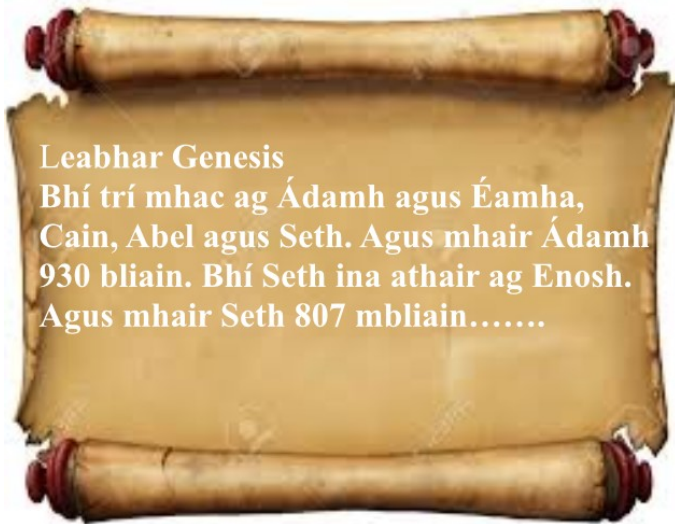 Leabhar Genesis
Bhí trí mhac ag Ádamh agus Éamha,
Cain, Abel agus Seth. Agus mhair Ádamh
930 bliain. Bhí Seth ina athair ag Enosh.
Agus mhair Seth 807 mbliain…….